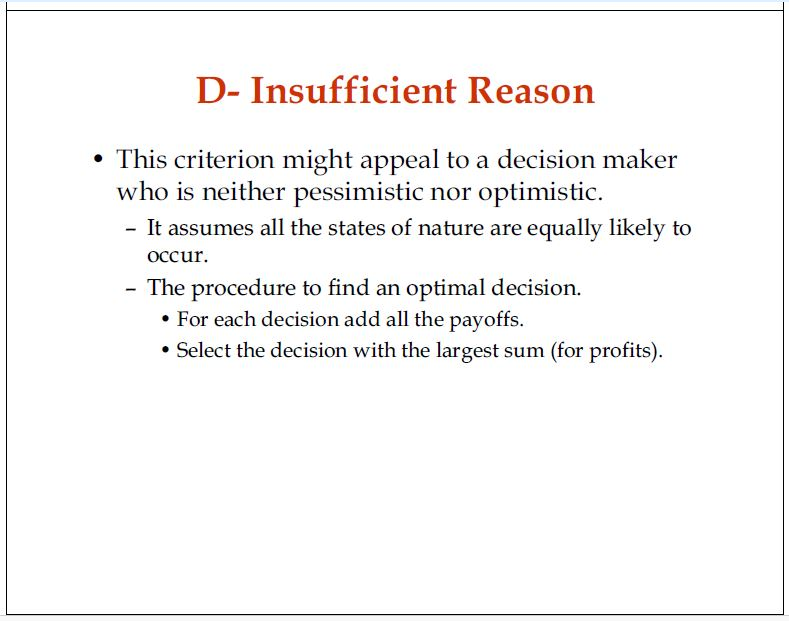 D- Insufficient Reason
• This criterion might appeal to a decision maker
who is neither pessimistic nor optimistic.
– It assumes all the states of nature are equally likely to
occur.
– The procedure to find an optimal decision.
• For each decision add all the payoffs.
• Select the decision with the largest sum (for profits).